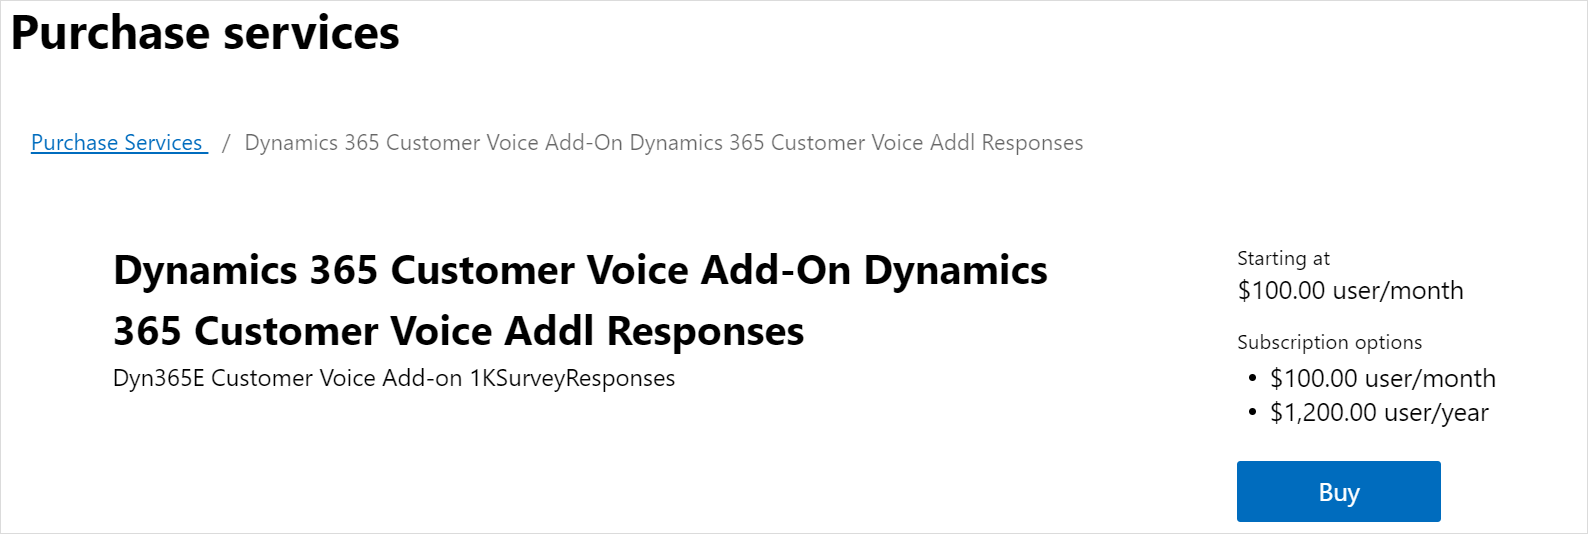 Purchase services
Purchase Services / Dynamics 365 Customer Voice Add-On Dynamics 365 Customer Voice Addl Responses
Dynamics 365 Customer Voice Add-On Dynamics
365 Customer Voice Addl Responses
Dyn365E Customer Voice Add-on 1KSurveyResponses
Starting at
$100.00 user/month
Subscription options
• $100.00 user/month
• $1,200.00 user/year
Buy